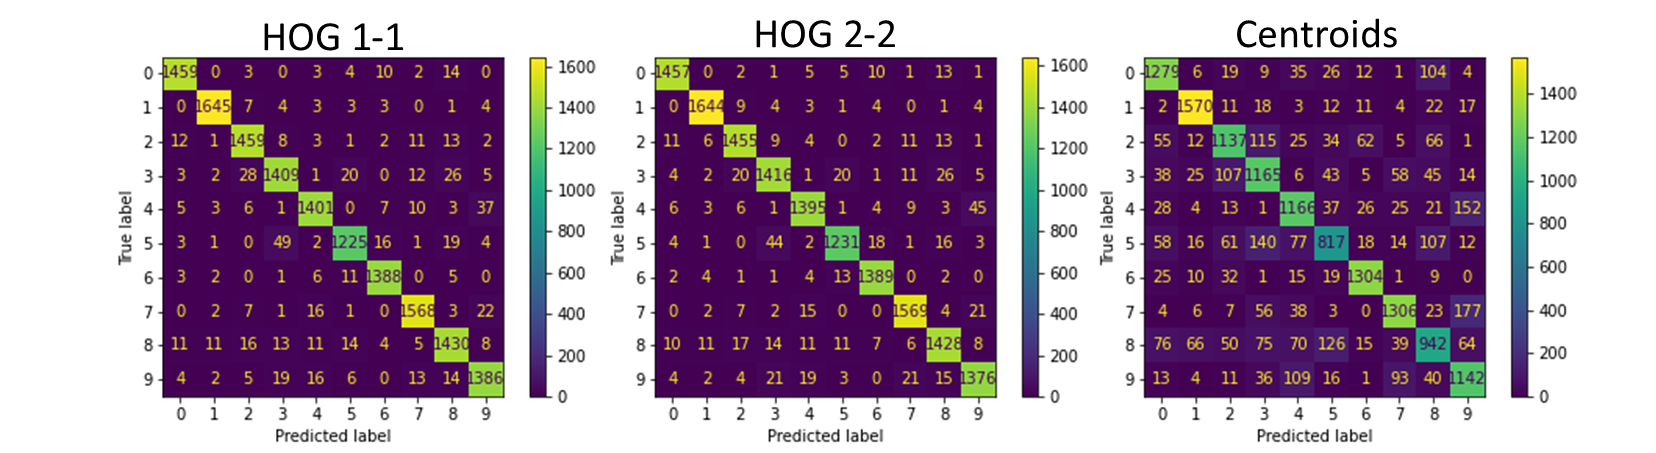 HOG 1-1
HOG 2-2
Centroids
0 1459 0 3 0 3 4 10 2 14 0
1 0 1645 7 4 3 3 3 0 1 4
2 12 1 1459 8 3 1 2 11 13 2
3 3 2 28 1409 1 20 0 12 26 5
4 5 3 6 1 1401 0 7 10 3 37
5 3 1 0 49 2 1225 16 1 19 4
6 3 2 0 1 6 11 1388 0 5 0
7 0 2 7 1 16 1 0 1568 3 22
8 11 11 16 13 11 14 4 5 1430 8
9 4 2 5 19 16 6 0 13 14 1386
0 1 2 3 4 5 6 7 8 9
Predicted label
True label
1600
1400
1200
1000
800
600
400
200
0
0 1457 0 2 1 5 5 10 1 13 1
1 0 1644 9 4 3 1 4 0 1 4
2 11 6 1455 9 4 0 2 11 13 1
3 4 2 20 1416 1 20 1 11 26 5
4 6 3 6 1 1395 1 4 9 3 45
5 4 1 0 44 2 1231 18 1 16 3
6 2 4 1 1 4 13 1389 0 2 0
7 0 2 7 2 15 0 0 1569 4 21
8 10 11 17 14 11 11 7 6 1428 8
9 4 2 4 21 19 3 0 21 15 1376
0 1 2 3 4 5 6 7 8 9
Predicted label
True label
1600
1400
1200
1000
800
600
400
200
0
0 1279 6 19 9 35 26 12 1 104 4
1 2 1570 11 18 3 12 11 4 22 17
2 55 12 1137 115 25 34 62 5 66 1
3 38 25 107 1165 6 43 5 58 45 14
4 28 4 13 1 1166 37 26 25 21 152
5 58 16 61 140 77 817 18 14 107 12
6 25 10 32 1 15 19 1304 1 9 0
7 4 6 7 56 38 3 0 1306 23 177
8 76 66 50 75 70 126 15 39 942 64
9 13 4 11 36 109 16 1 93 40 1142
0 1 2 3 4 5 6 7 8 9
Predicted label
True label
1400
1200
1000
800
600
400
200
0